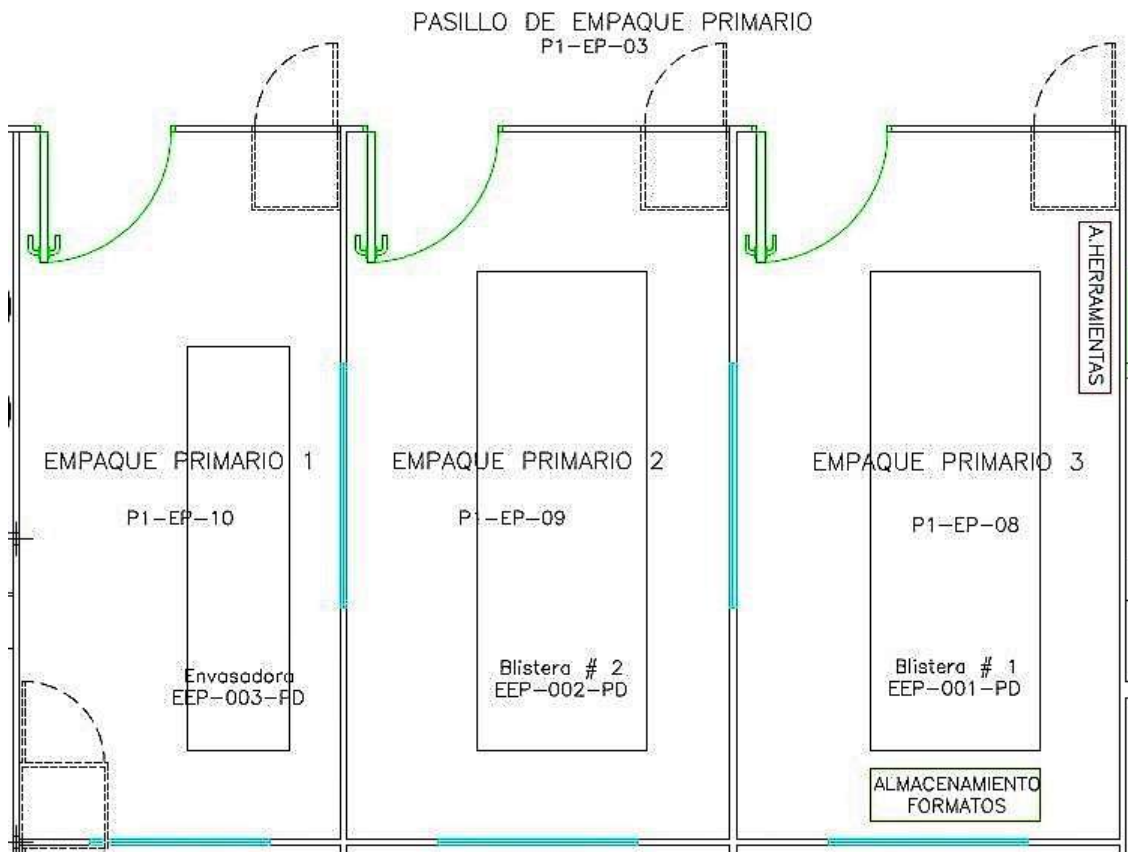 PASILLO DE EMPAQUE PRIMARIO
P1-EP-03
A.HERRAMIENTAS
EMPAQUE PRIMARIO 1
P1-EP-10
EMPAQUE PRIMARIO 2
P1-EP-09
EMPAQUE PRIMARIO 3
P1-EP-08
Envasadora
EEP-003-PD
Blistera # 2
EEP-002-PD
Blistera # 1
EEP-001-PD
ALMACENAMIENTO
FORMATOS